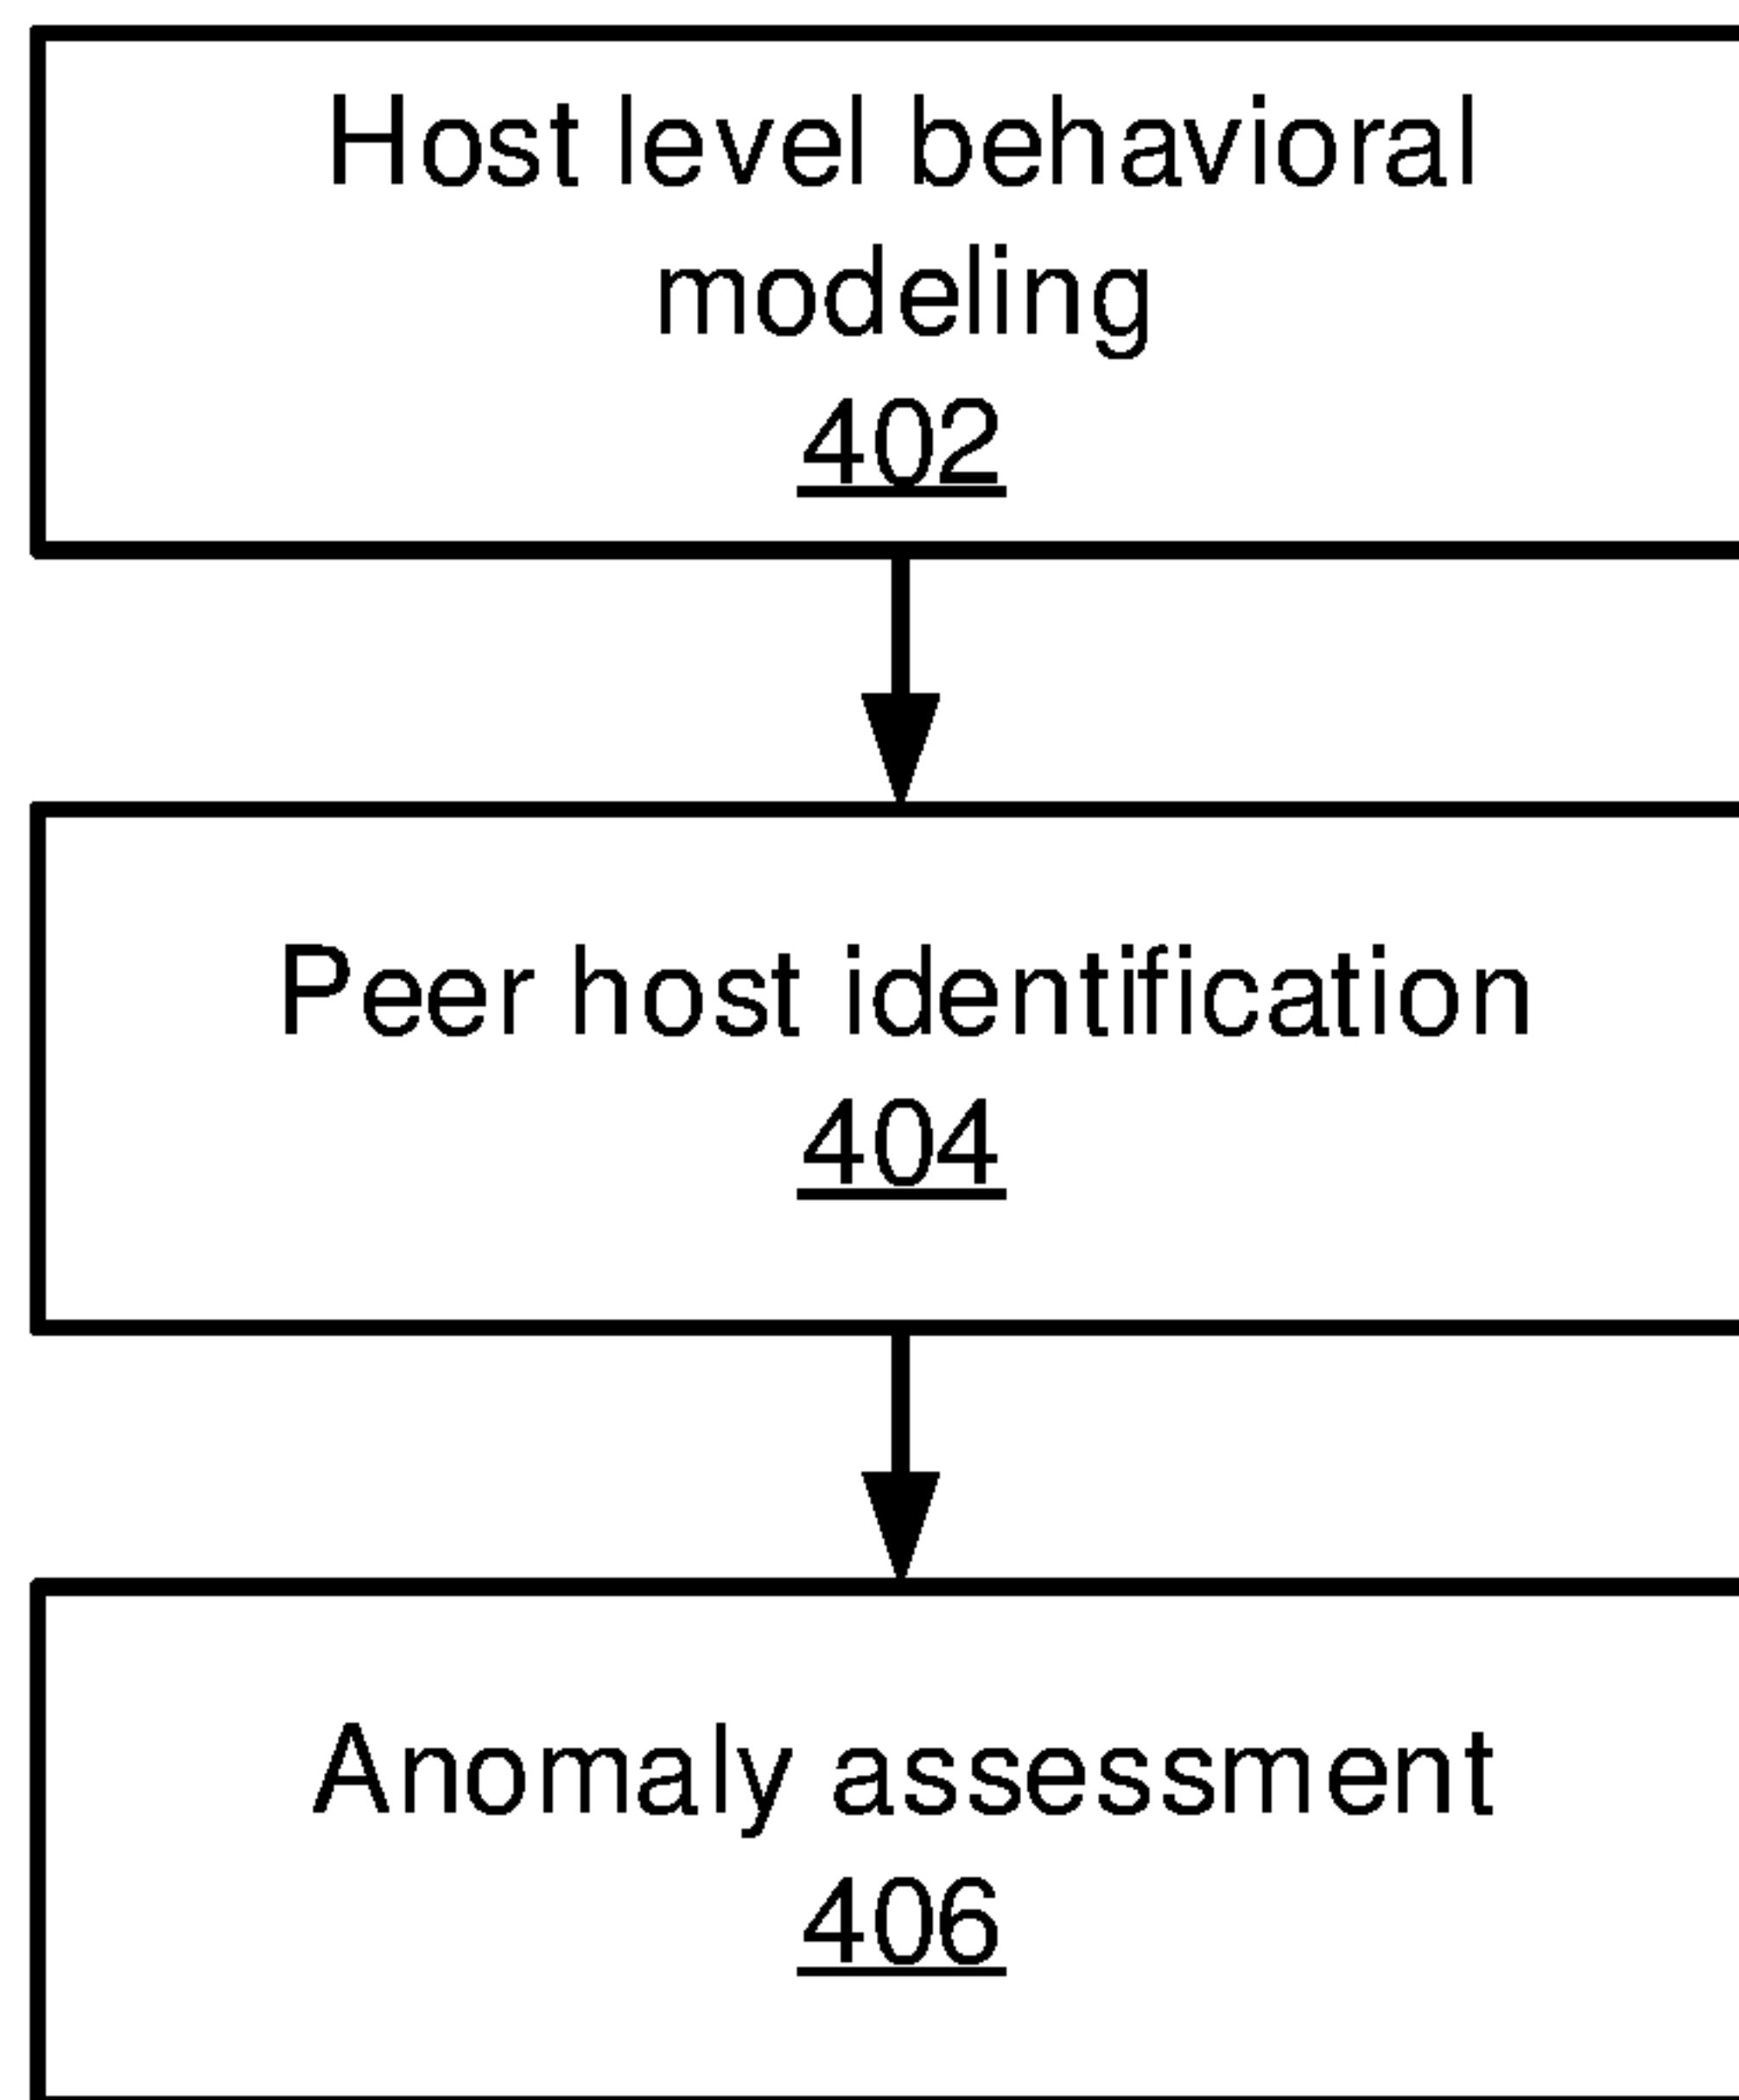 Host level behavioral
modeling
402
Peer host identification
404
Anomaly assessment
406